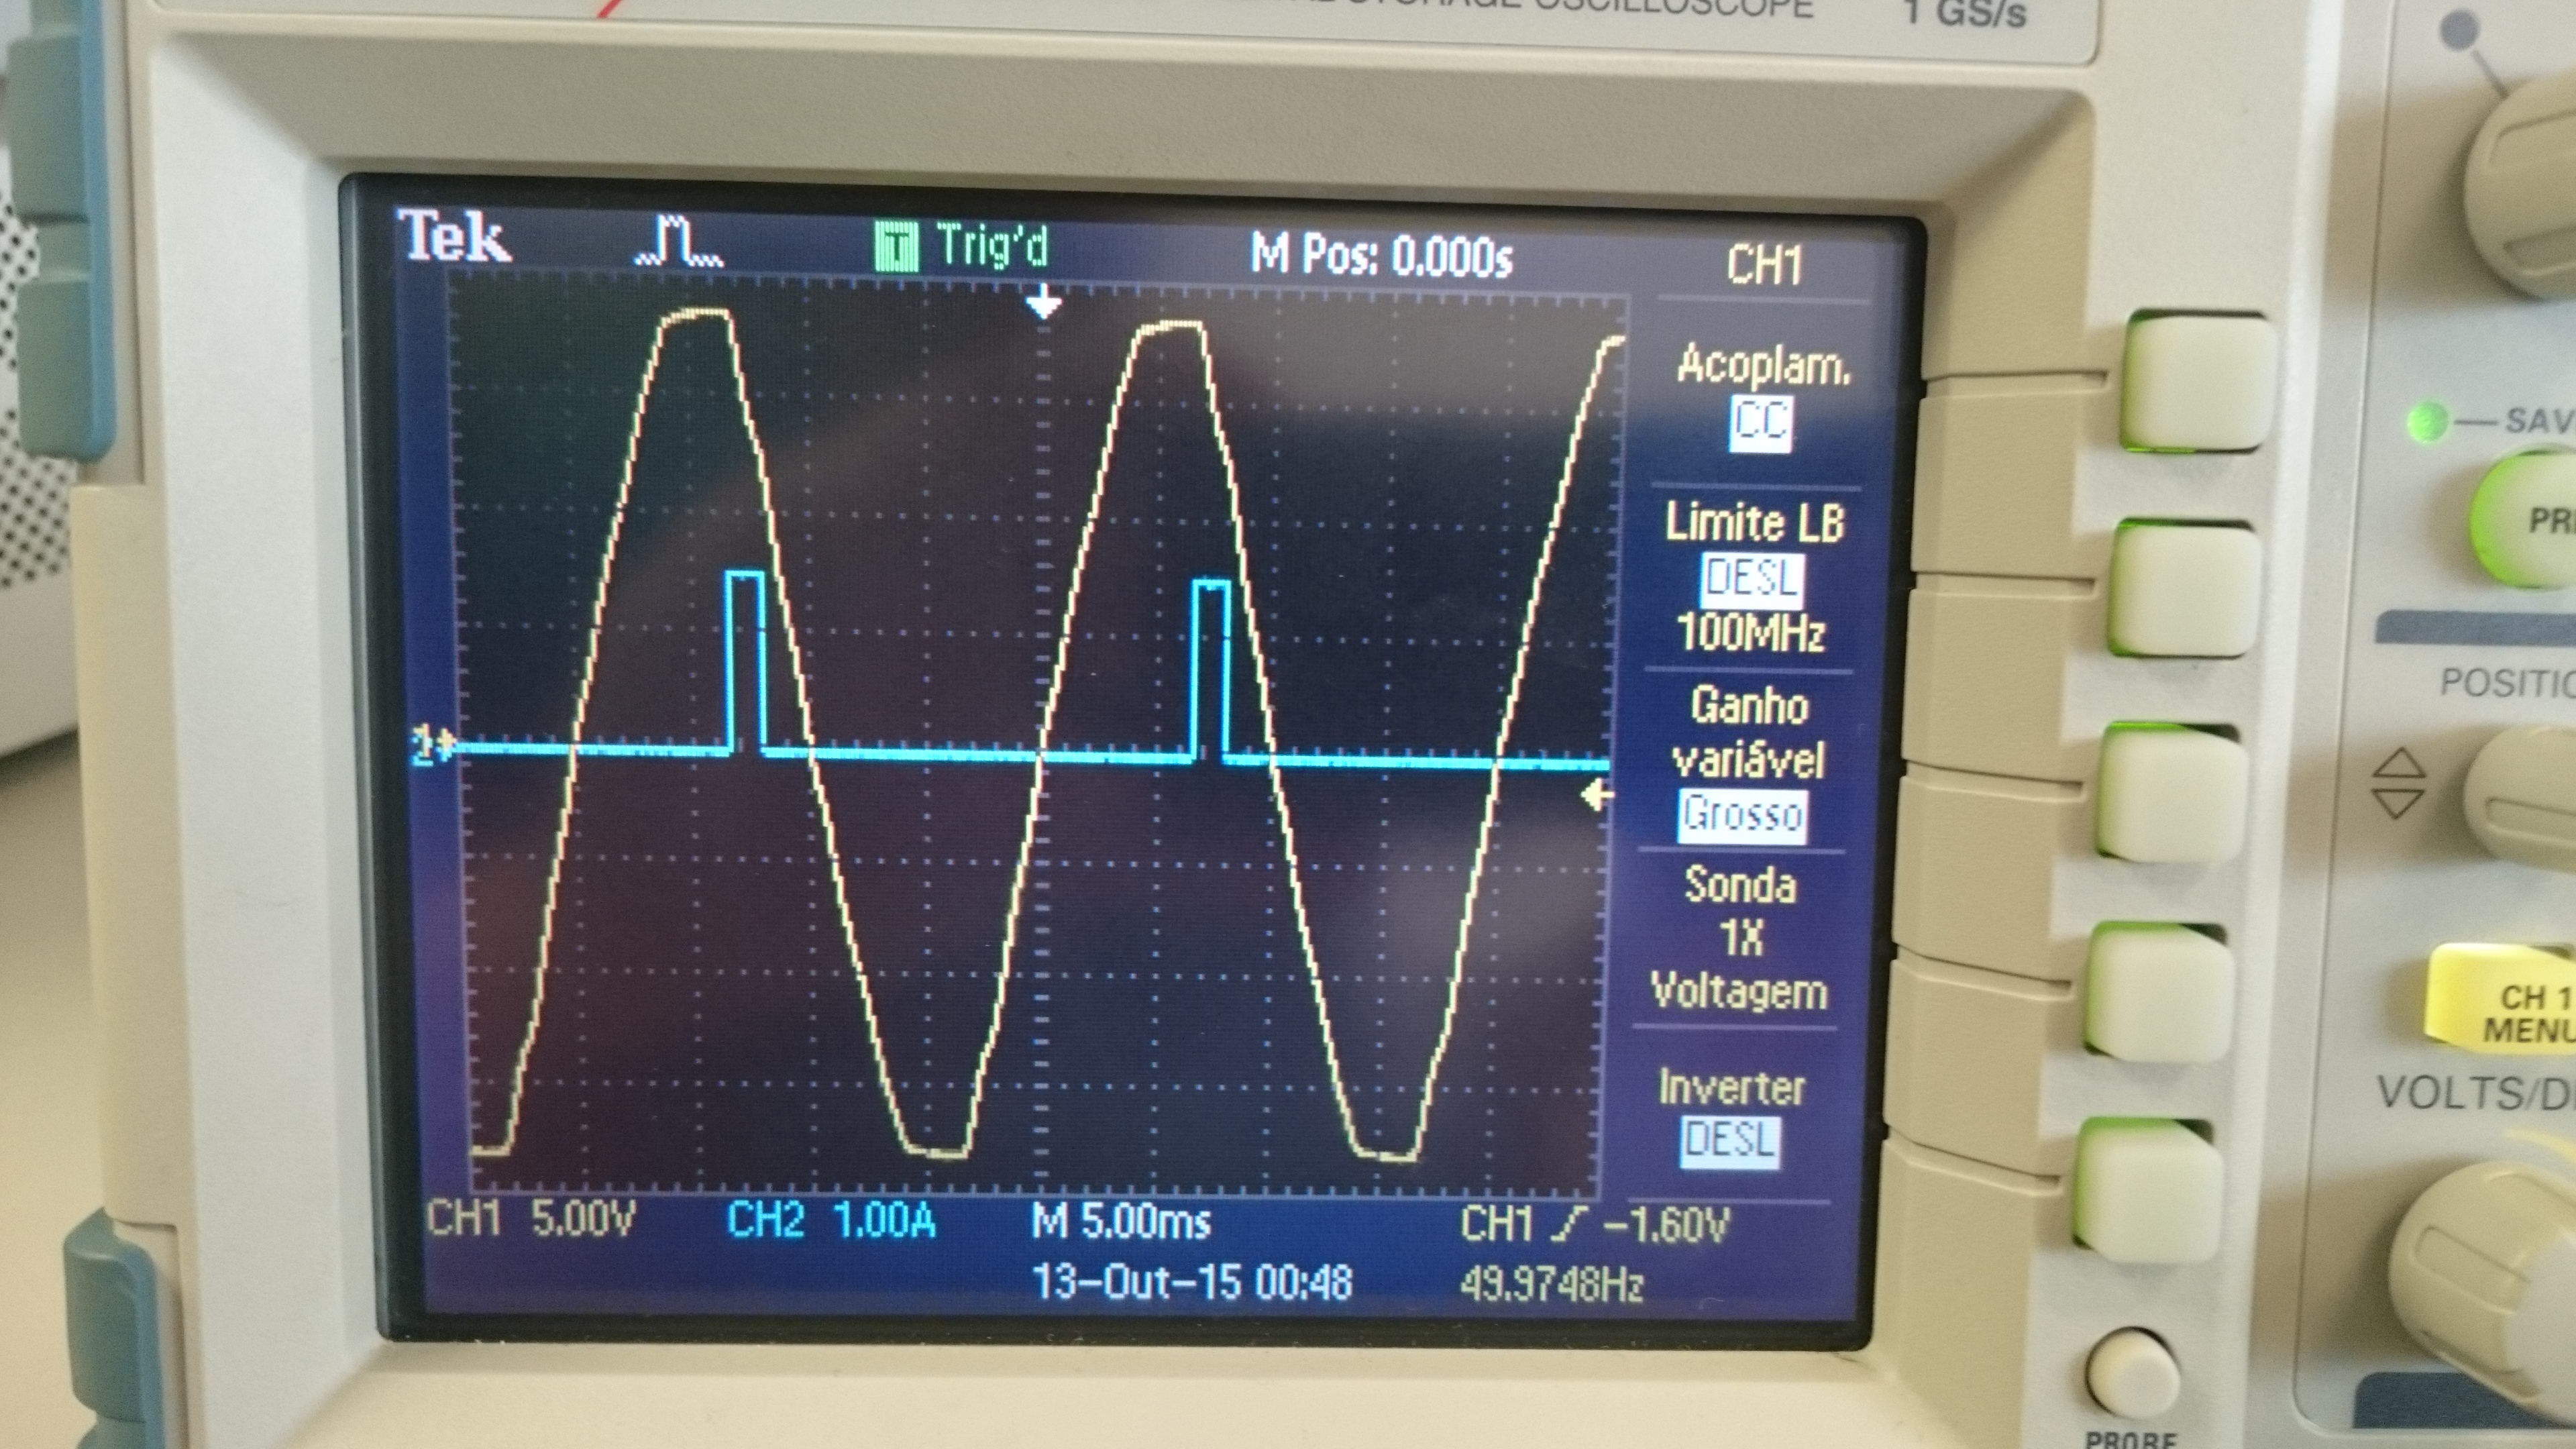 STORAGE OSCILLOSCOPE 1 GS/s
Tek T Trig'd M Pos: 0.000s CH1
Acoplam.
CC
Limite LB
DESL
100MHz
Ganho
variável
Grosso
Sonda
1X
Voltagem
Inverter
DESL
CH1 5.00V CH2 1.00A M 5.00ms CH1 -1.60V
13-Out-15 00:48 49.9748Hz
CH 1
MENU
PROBE